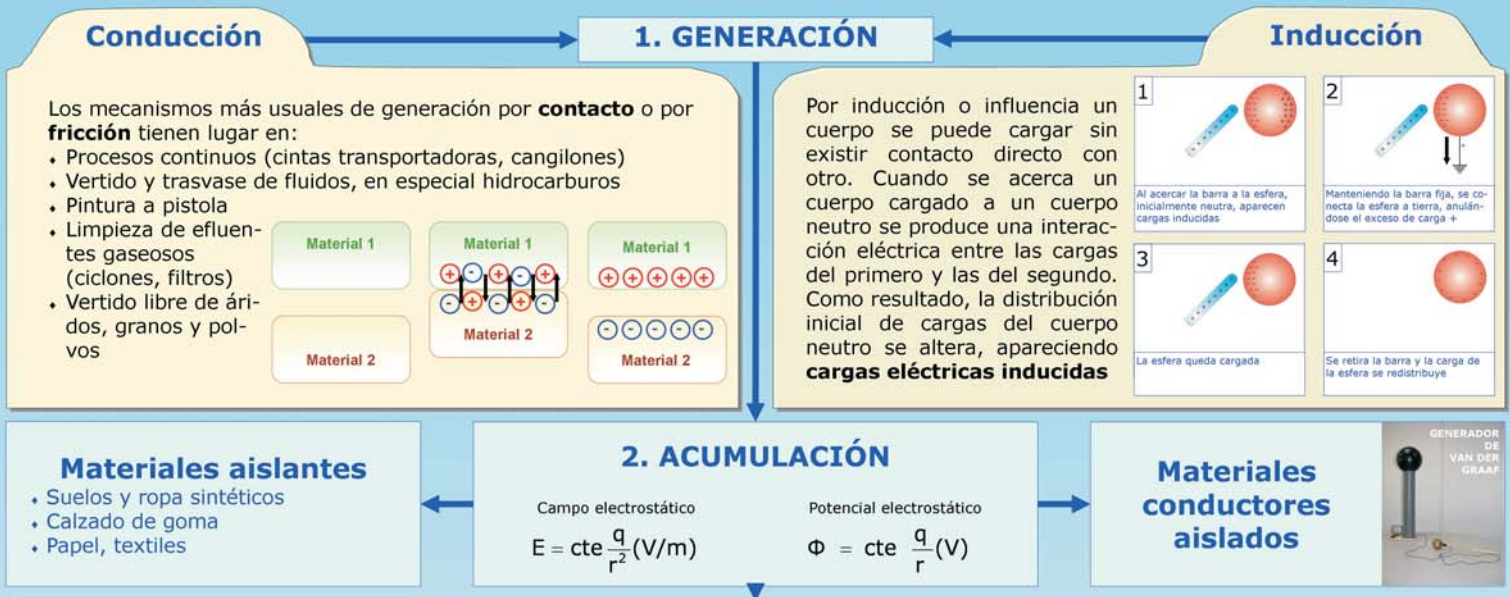 Conducción
1. GENERACIÓN
Inducción
Los mecanismos más usuales de generación por contacto o por
fricción tienen lugar en:
Procesos continuos (cintas transportadoras, cangilones)
Vertido y trasvase de fluidos, en especial hidrocarburos
Pintura a pistola
Limpieza de efluen-
tes gaseosos
(ciclones, filtros)
Vertido libre de ári-
dos, granos y pol-
vos
Material 1
Material 2
Material 1
+ - + - +
- + - + -
Material 2
Material 1
+ + + + +
- - - - -
Material 2
Por inducción o influencia un
cuerpo se puede cargar sin
existir contacto directo con
otro. Cuando se acerca un
cuerpo cargado a un cuerpo
neutro se produce una interac-
ción eléctrica entre las cargas
del primero y las del segundo.
Como resultado, la distribución
inicial de cargas del cuerpo
neutro se altera, apareciendo
cargas eléctricas inducidas
1
Al acercar la barra a la esfera,
inicialmente neutra, aparecen
cargas inducidas
2
Manteniendo la barra fija, se co-
necta la esfera a tierra, anulán-
dose el exceso de carga +
3
La esfera queda cargada
4
Se retira la barra y la carga de
la esfera se redistribuye
Materiales aislantes
Suelos y ropa sintéticos
Calzado de goma
Papel, textiles
2. ACUMULACIÓN
Campo electrostático
E = cte q/r² (V/m)
Potencial electrostático
Φ = cte q/r (V)
Materiales
conductores
aislados
GENERADOR
DE
VAN DER
GRAAF